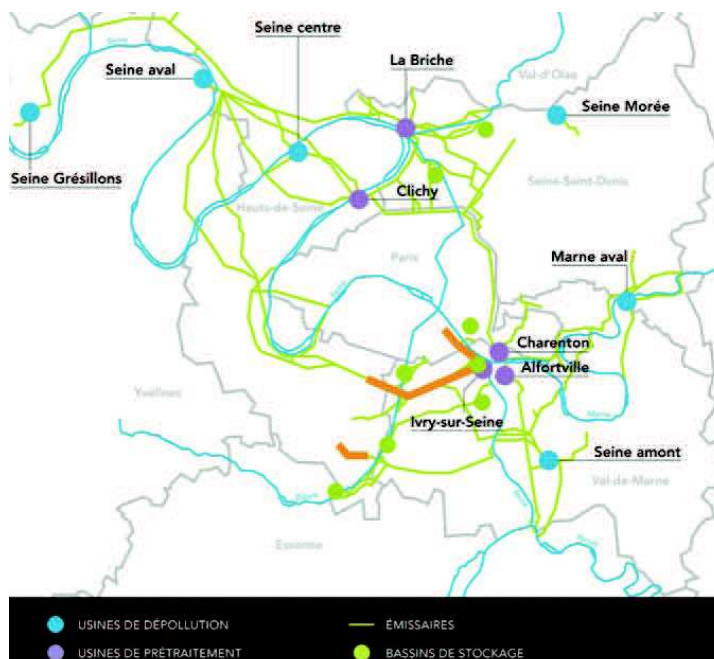 Seine centre
Seine aval
La Briche
Val-d'Oise
Seine Morée
Seine Grésillons
Seine-Saint-Denis
Clichy
Hauts-de-Seine
Paris
Marne aval
Charenton
Alfortville
Yvelines
Ivry-sur-Seine
Marne
Seine amont
Val-de-Marne
Essonne
USINES DE DÉPOLLUTION
ÉMISSAIRES
USINES DE PRÉTRAITEMENT
BASSINS DE STOCKAGE